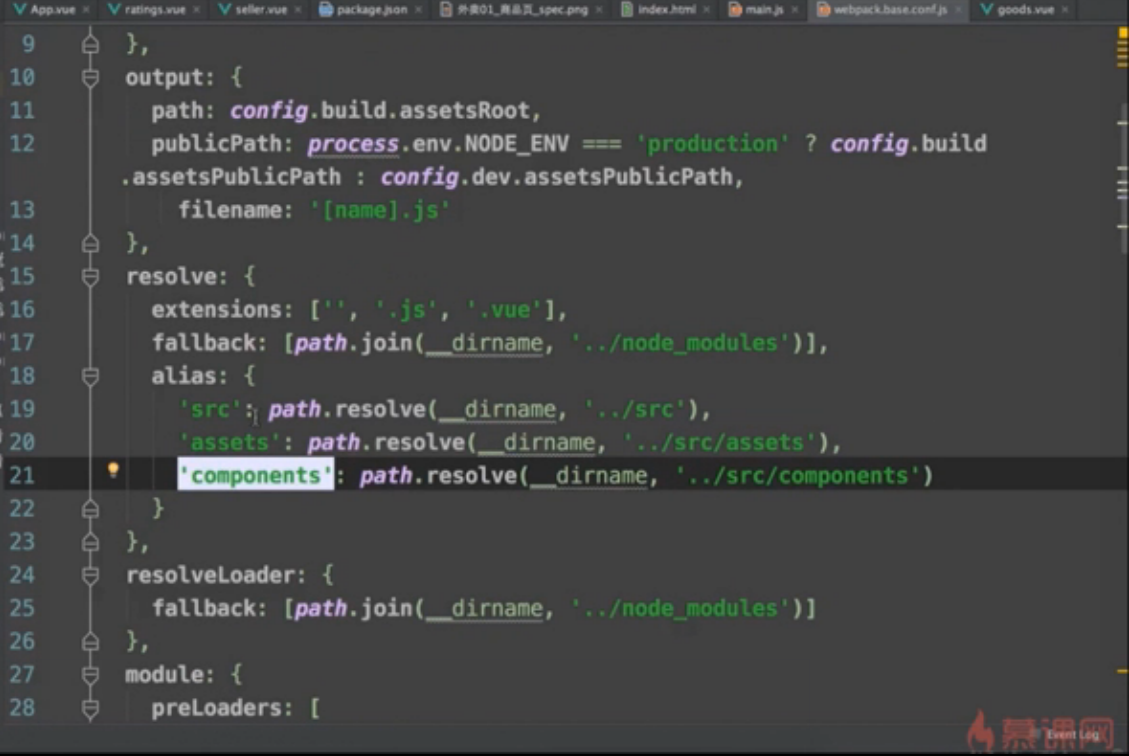 App.vue × ratings.vue × seller.vue × package.json × 外卖01_商品页_spec.png × index.html × main.js × webpack.base.conf.js × goods.vue ×
9 },
10 output: {
11 path: config.build.assetsRoot,
12 publicPath: process.env.NODE_ENV === 'production' ? config.build
.assetsPublicPath : config.dev.assetsPublicPath,
13 filename: '[name].js'
14 },
15 resolve: {
16 extensions: ['', '.js', '.vue'],
17 fallback: [path.join(__dirname, '../node_modules')],
18 alias: {
19 'src': path.resolve(__dirname, '../src'),
20 'assets': path.resolve(__dirname, '../src/assets'),
21 'components': path.resolve(__dirname, '../src/components')
22 }
23 },
24 resolveLoader: {
25 fallback: [path.join(__dirname, '../node_modules')]
26 },
27 module: {
28 preLoaders: [
慕课网
Event Log